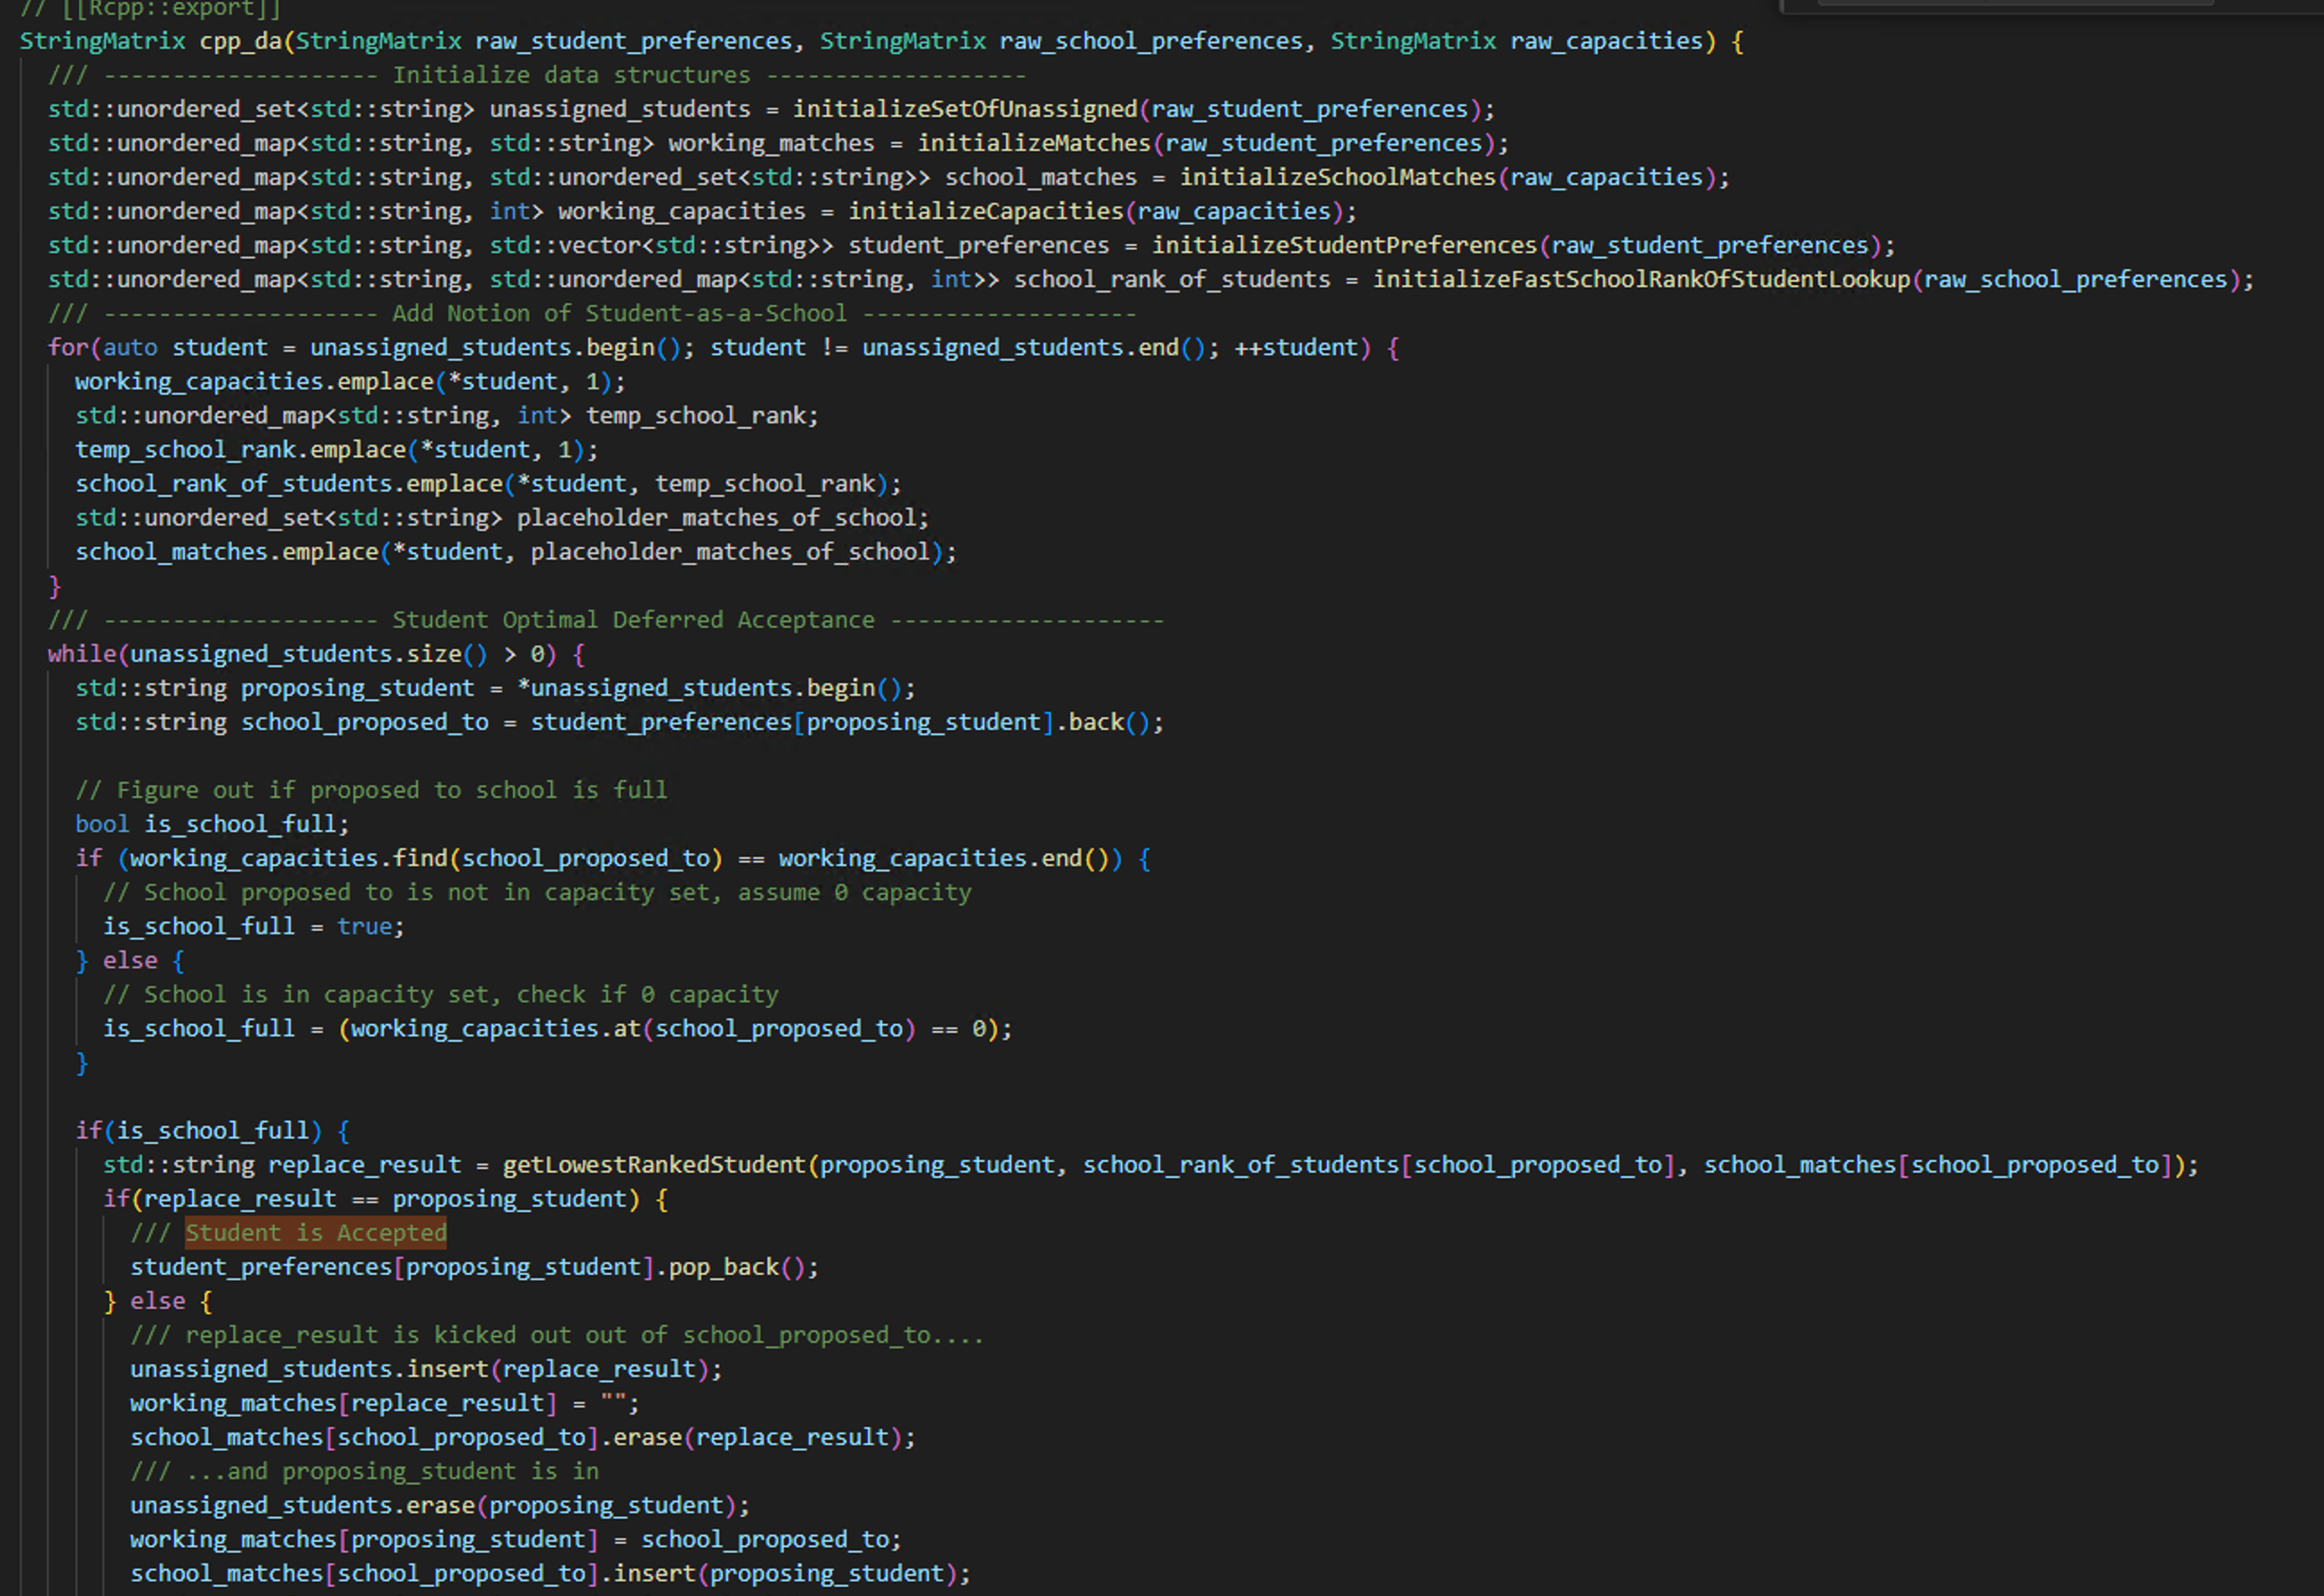 // [[Rcpp::export]]
StringMatrix cpp_da(StringMatrix raw_student_preferences, StringMatrix raw_school_preferences, StringMatrix raw_capacities) {
/// -------------------- Initialize data structures -------------------
std::unordered_set<std::string> unassigned_students = initializeSetOfUnassigned(raw_student_preferences);
std::unordered_map<std::string, std::string> working_matches = initializeMatches(raw_student_preferences);
std::unordered_map<std::string, std::unordered_set<std::string>> school_matches = initializeSchoolMatches(raw_capacities);
std::unordered_map<std::string, int> working_capacities = initializeCapacities(raw_capacities);
std::unordered_map<std::string, std::vector<std::string>> student_preferences = initializeStudentPreferences(raw_student_preferences);
std::unordered_map<std::string, std::unordered_map<std::string, int>> school_rank_of_students = initializeFastSchoolRankOfStudentLookup(raw_school_preferences);
/// -------------------- Add Notion of Student-as-a-School --------------------
for(auto student = unassigned_students.begin(); student != unassigned_students.end(); ++student) {
working_capacities.emplace(*student, 1);
std::unordered_map<std::string, int> temp_school_rank;
temp_school_rank.emplace(*student, 1);
school_rank_of_students.emplace(*student, temp_school_rank);
std::unordered_set<std::string> placeholder_matches_of_school;
school_matches.emplace(*student, placeholder_matches_of_school);
}
/// -------------------- Student Optimal Deferred Acceptance --------------------
while(unassigned_students.size() > 0) {
std::string proposing_student = *unassigned_students.begin();
std::string school_proposed_to = student_preferences[proposing_student].back();
// Figure out if proposed to school is full
bool is_school_full;
if (working_capacities.find(school_proposed_to) == working_capacities.end()) {
// School proposed to is not in capacity set, assume 0 capacity
is_school_full = true;
} else {
// School is in capacity set, check if 0 capacity
is_school_full = (working_capacities.at(school_proposed_to) == 0);
}
if(is_school_full) {
std::string replace_result = getLowestRankedStudent(proposing_student, school_rank_of_students[school_proposed_to], school_matches[school_proposed_to]);
if(replace_result == proposing_student) {
/// Student is Accepted
student_preferences[proposing_student].pop_back();
} else {
/// replace_result is kicked out out of school_proposed_to....
unassigned_students.insert(replace_result);
working_matches[replace_result] = "";
school_matches[school_proposed_to].erase(replace_result);
/// ...and proposing_student is in
unassigned_students.erase(proposing_student);
working_matches[proposing_student] = school_proposed_to;
school_matches[school_proposed_to].insert(proposing_student);